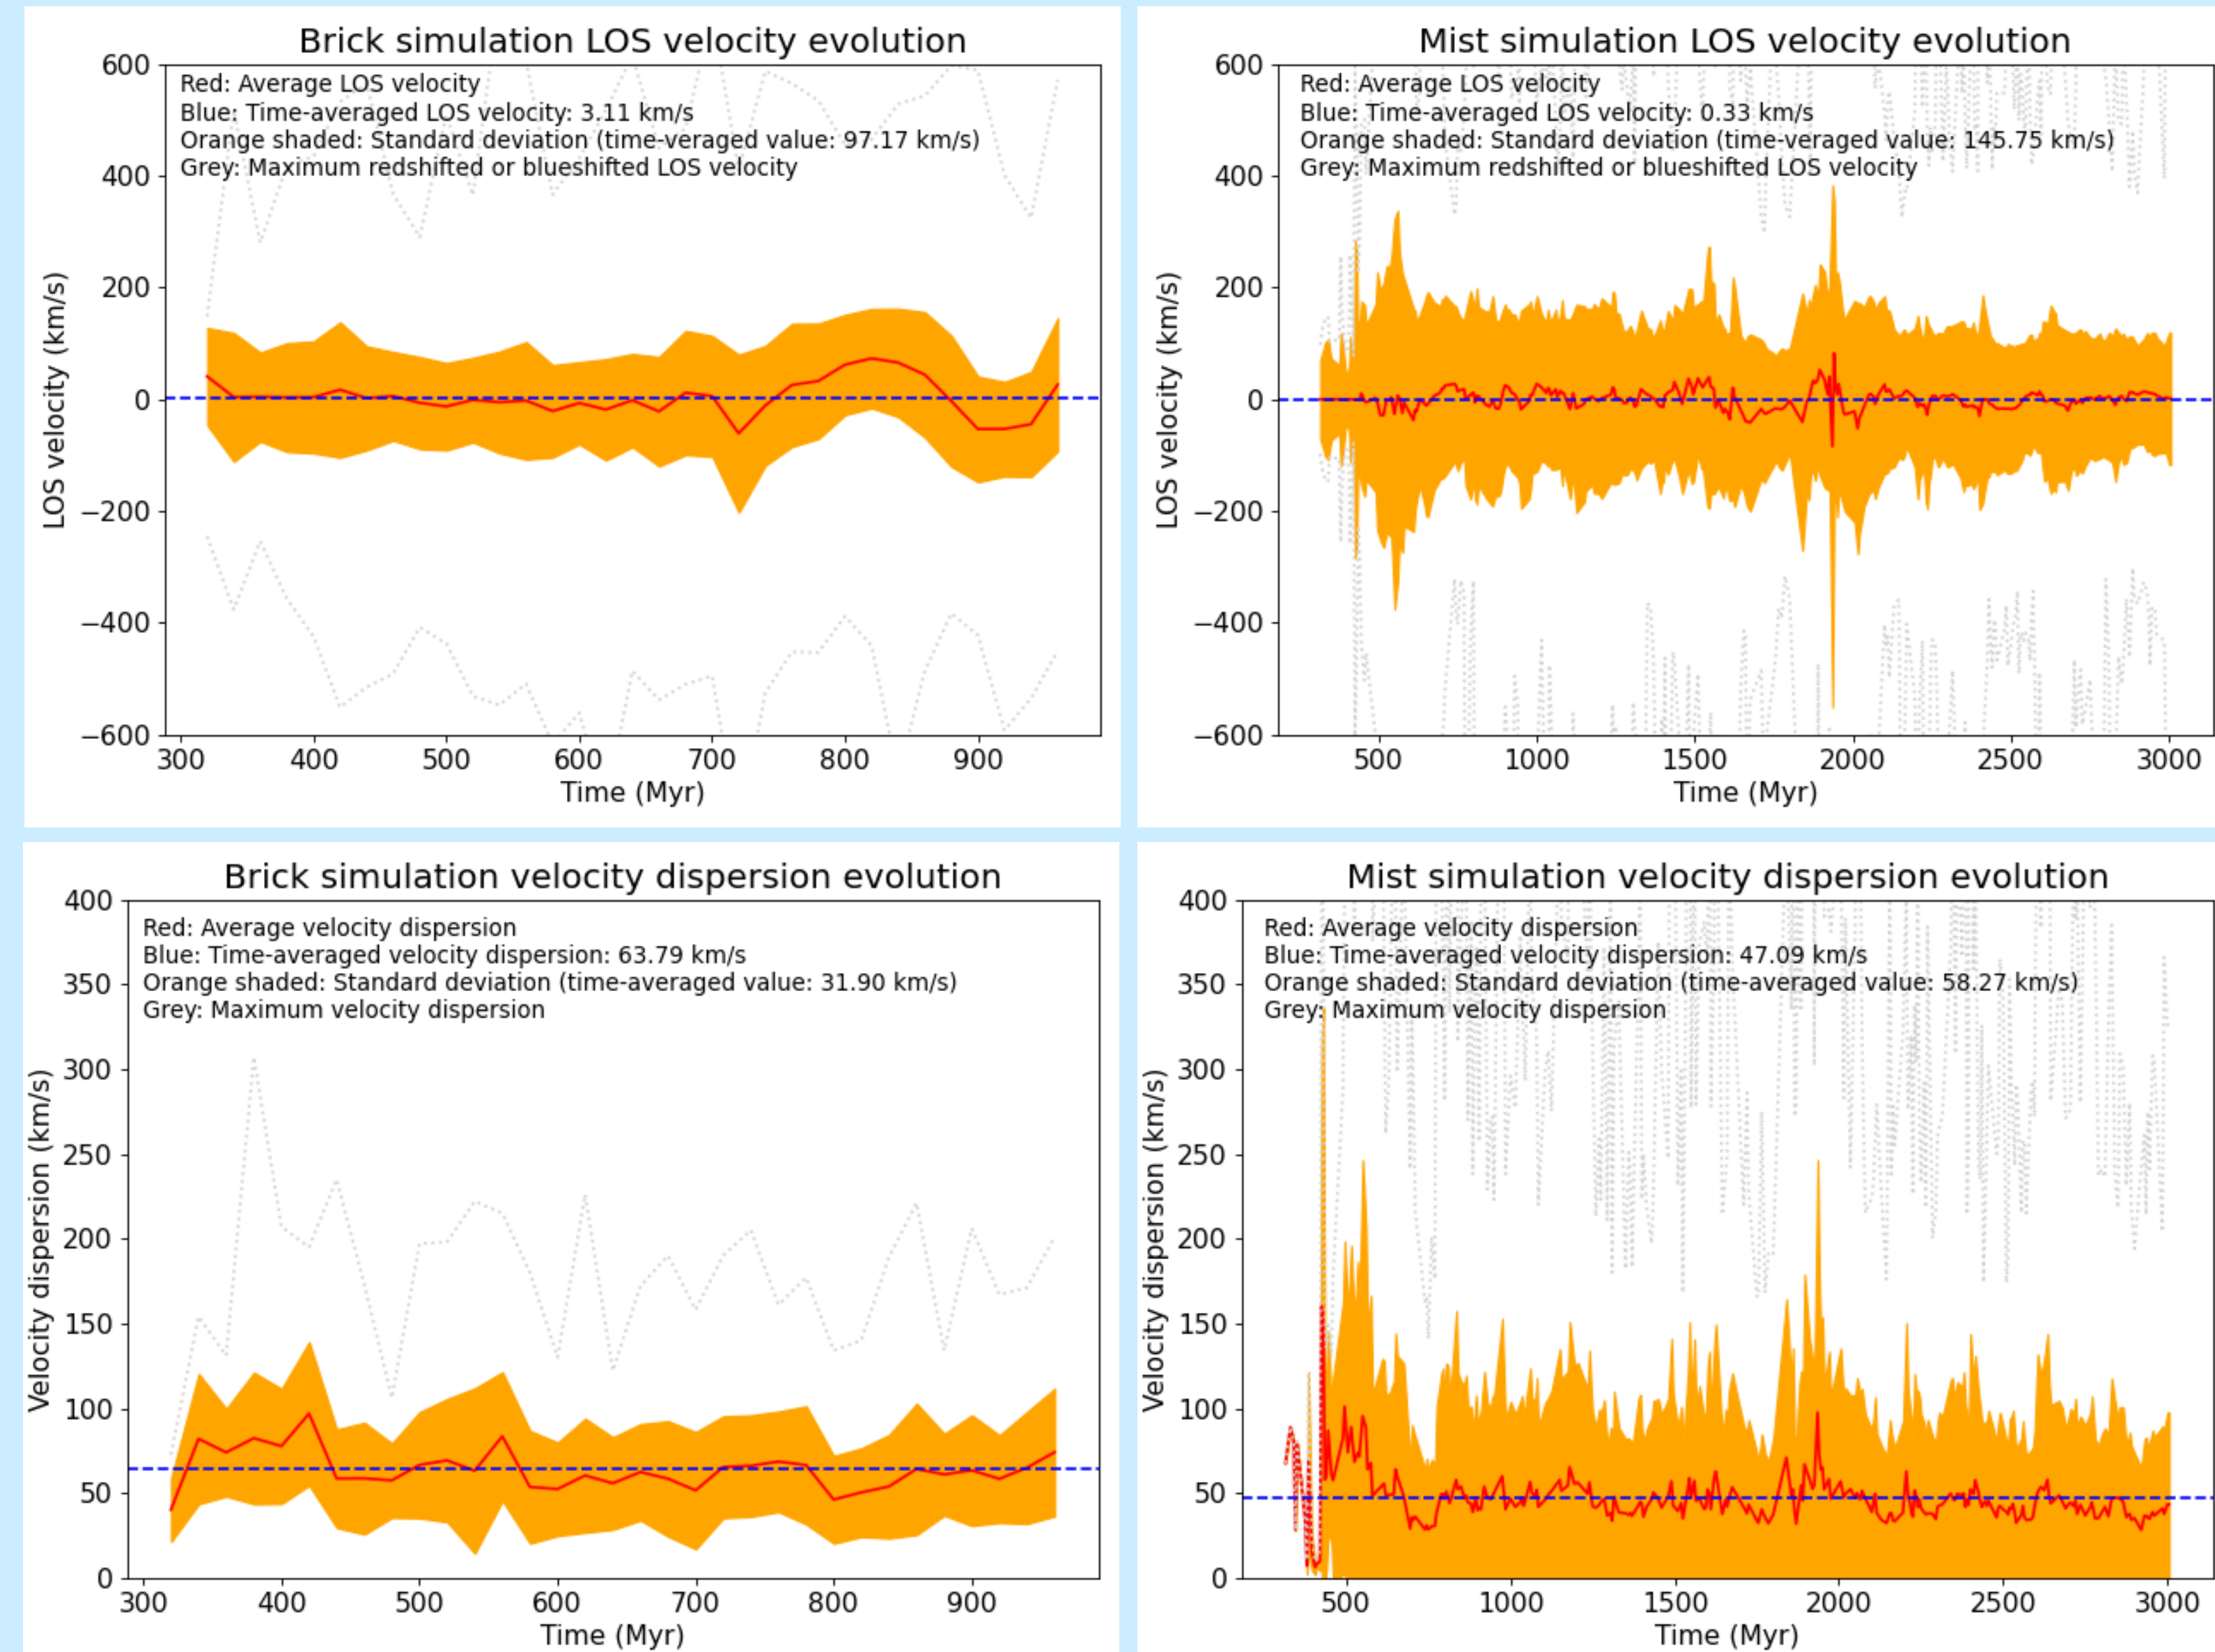 Brick simulation LOS velocity evolution
Red: Average LOS velocity
Blue: Time-averaged LOS velocity: 3.11 km/s
Orange shaded: Standard deviation (time-veraged value: 97.17 km/s)
Grey: Maximum redshifted or blueshifted LOS velocity
LOS velocity (km/s)
600
400
200
0
−200
−400
−600
300 400 500 600 700 800 900
Time (Myr)
Mist simulation LOS velocity evolution
Red: Average LOS velocity
Blue: Time-averaged LOS velocity: 0.33 km/s
Orange shaded: Standard deviation (time-veraged value: 145.75 km/s)
Grey: Maximum redshifted or blueshifted LOS velocity
LOS velocity (km/s)
600
400
200
0
−200
−400
−600
500 1000 1500 2000 2500 3000
Time (Myr)
Brick simulation velocity dispersion evolution
Red: Average velocity dispersion
Blue: Time-averaged velocity dispersion: 63.79 km/s
Orange shaded: Standard deviation (time-averaged value: 31.90 km/s)
Grey: Maximum velocity dispersion
Velocity dispersion (km/s)
400
350
300
250
200
150
100
50
0
300 400 500 600 700 800 900
Time (Myr)
Mist simulation velocity dispersion evolution
Red: Average velocity dispersion
Blue: Time-averaged velocity dispersion: 47.09 km/s
Orange shaded: Standard deviation (time-averaged value: 58.27 km/s)
Grey: Maximum velocity dispersion
Velocity dispersion (km/s)
400
350
300
250
200
150
100
50
0
500 1000 1500 2000 2500 3000
Time (Myr)